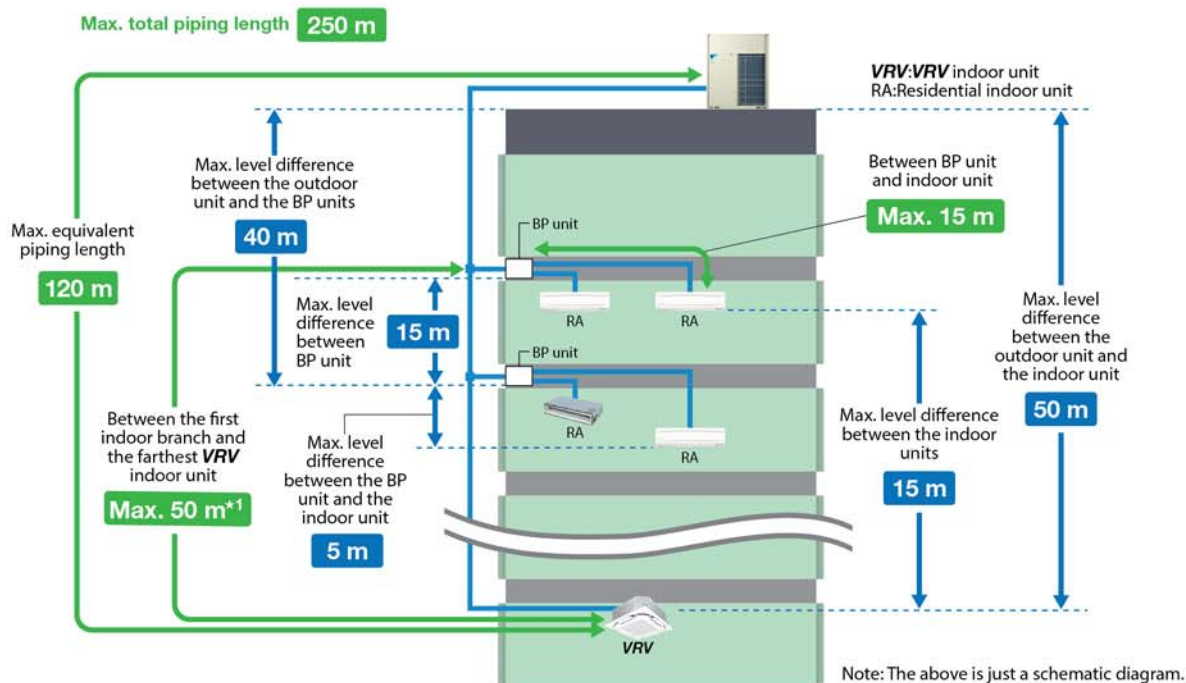 Max. total piping length 250 m
VRV:VRV indoor unit
RA:Residential indoor unit
Max. level difference
between the outdoor
unit and the BP units
40 m
Between BP unit
and indoor unit
Max. 15 m
Max. equivalent
piping length
120 m
BP unit
Max. level
difference
between
BP unit
15 m
RA
RA
Max. level
difference
between the
outdoor unit and
the indoor unit
50 m
BP unit
RA
RA
Between the first
indoor branch and
the farthest VRV
indoor unit
Max. 50 m*1
Max. level
difference
between the BP
unit and the
indoor unit
5 m
Max. level difference
between the indoor
units
15 m
VRV
Note: The above is just a schematic diagram.